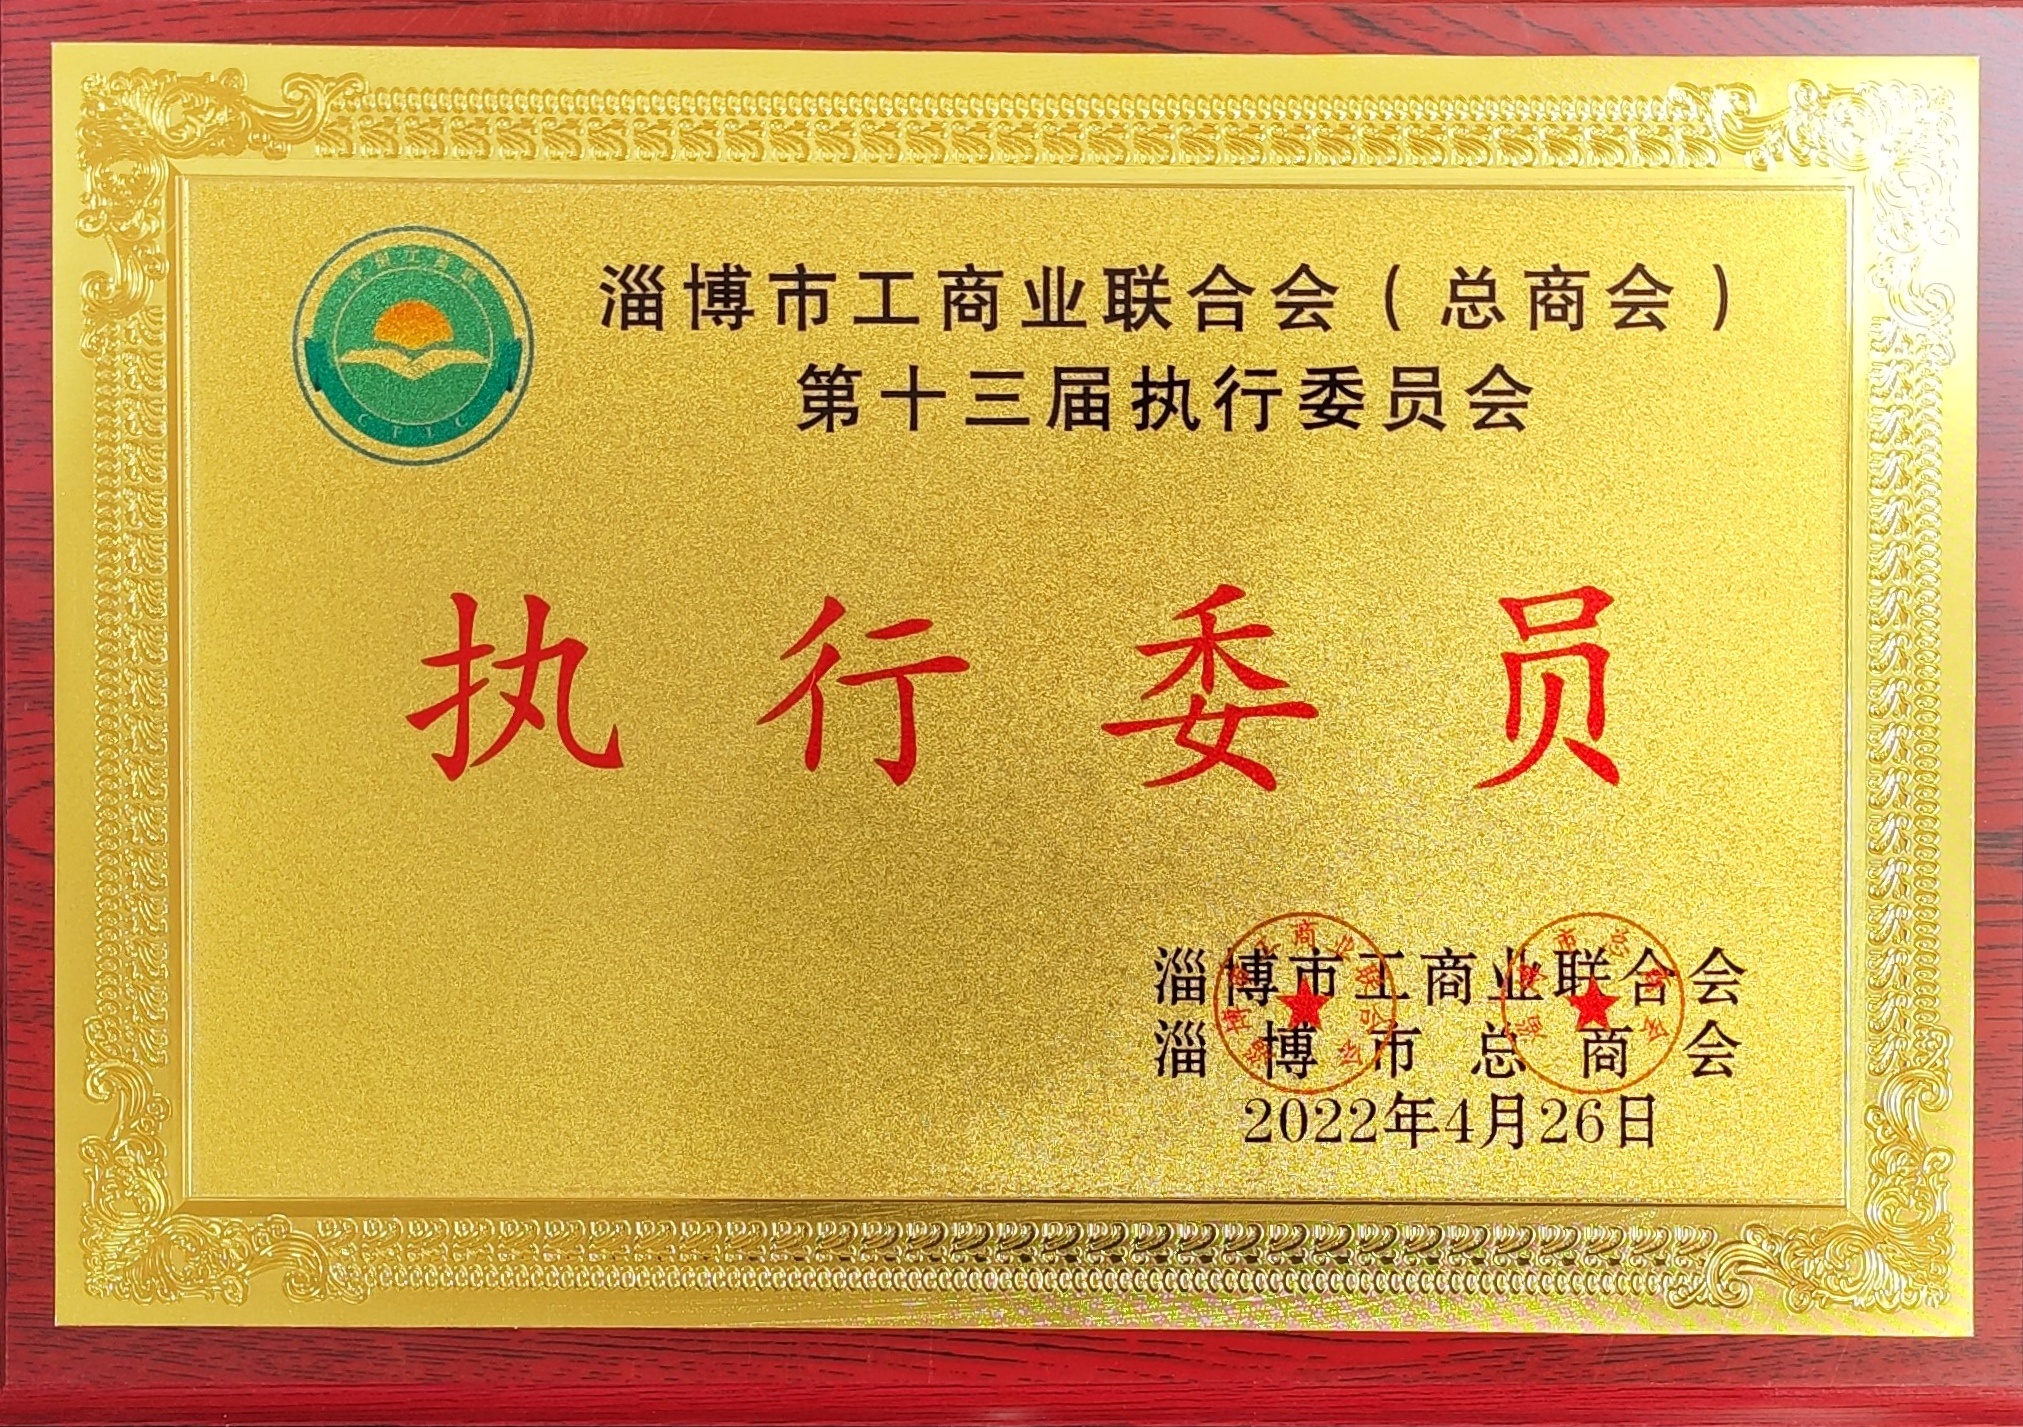 淄博市工商业联合会（总商会）
第十三届执行委员会
CFIC
执行委员
淄博市工商业联合会
淄博市总商会
2022年4月26日